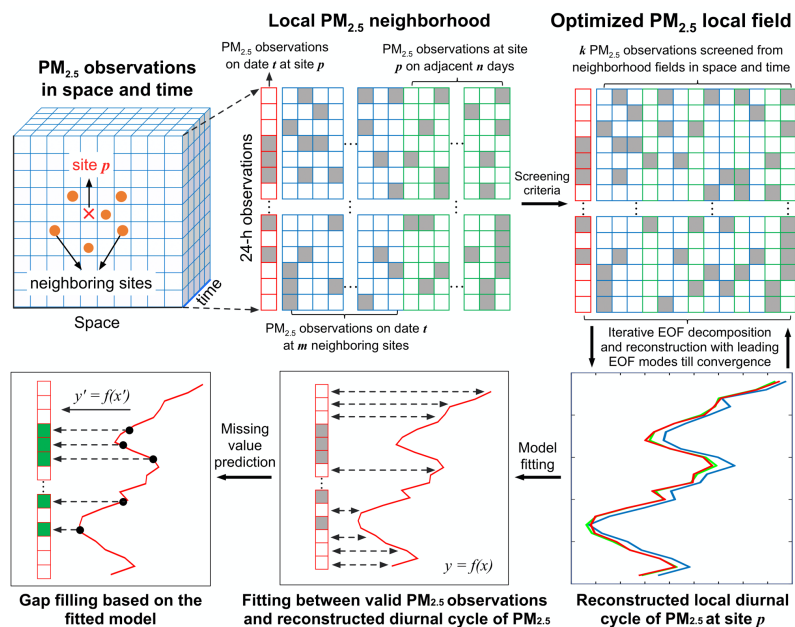 Local PM2.5 neighborhood
Optimized PM2.5 local field
PM2.5 observations
in space and time
PM2.5 observations
on date t at site p
PM2.5 observations at site
p on adjacent n days
k PM2.5 observations screened from
neighborhood fields in space and time
site p
neighboring sites
Space
time
24-h observations
Screening
criteria
PM2.5 observations on date t
at m neighboring sites
Iterative EOF decomposition
and reconstruction with leading
EOF modes till convergence
y' = f(x')
Missing
value
prediction
y = f(x)
Model
fitting
Gap filling based on the
fitted model
Fitting between valid PM2.5 observations
and reconstructed diurnal cycle of PM2.5
Reconstructed local diurnal
cycle of PM2.5 at site p